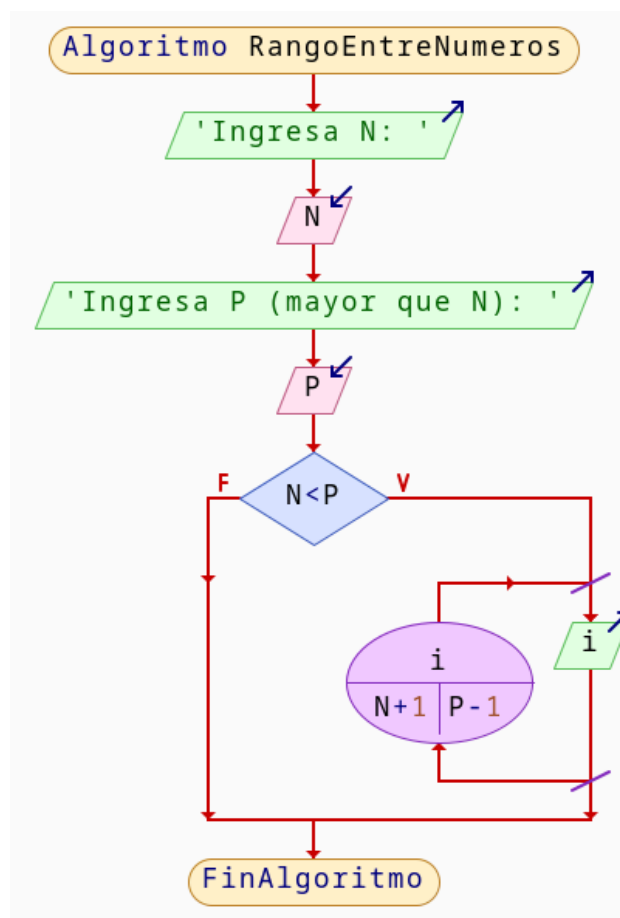 Algoritmo RangoEntreNumeros
'Ingresa N: '
N
'Ingresa P (mayor que N): '
P
F
V
N<P
i
i
N+1
P-1
FinAlgoritmo